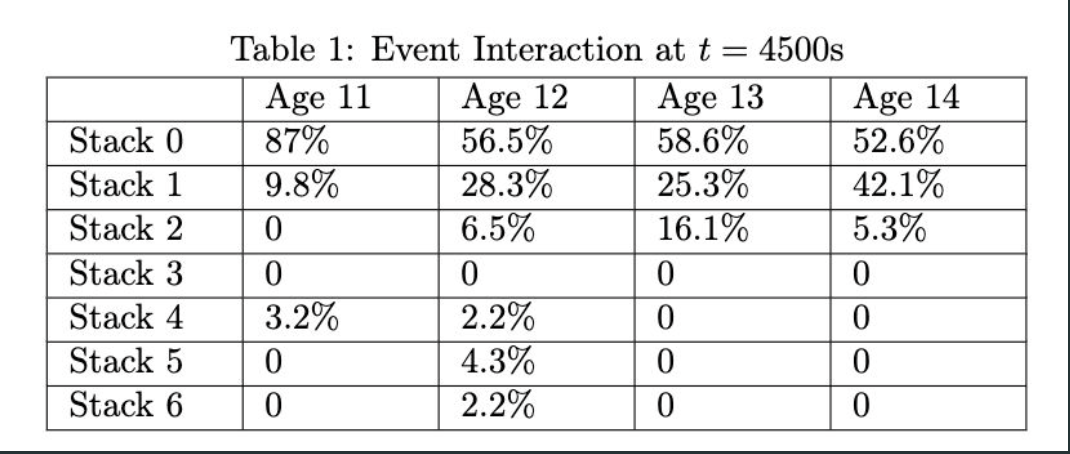 Table 1: Event Interaction at t = 4500s
Age 11 Age 12 Age 13 Age 14
Stack 0 87% 56.5% 58.6% 52.6%
Stack 1 9.8% 28.3% 25.3% 42.1%
Stack 2 0 6.5% 16.1% 5.3%
Stack 3 0 0 0 0
Stack 4 3.2% 2.2% 0 0
Stack 5 0 4.3% 0 0
Stack 6 0 2.2% 0 0